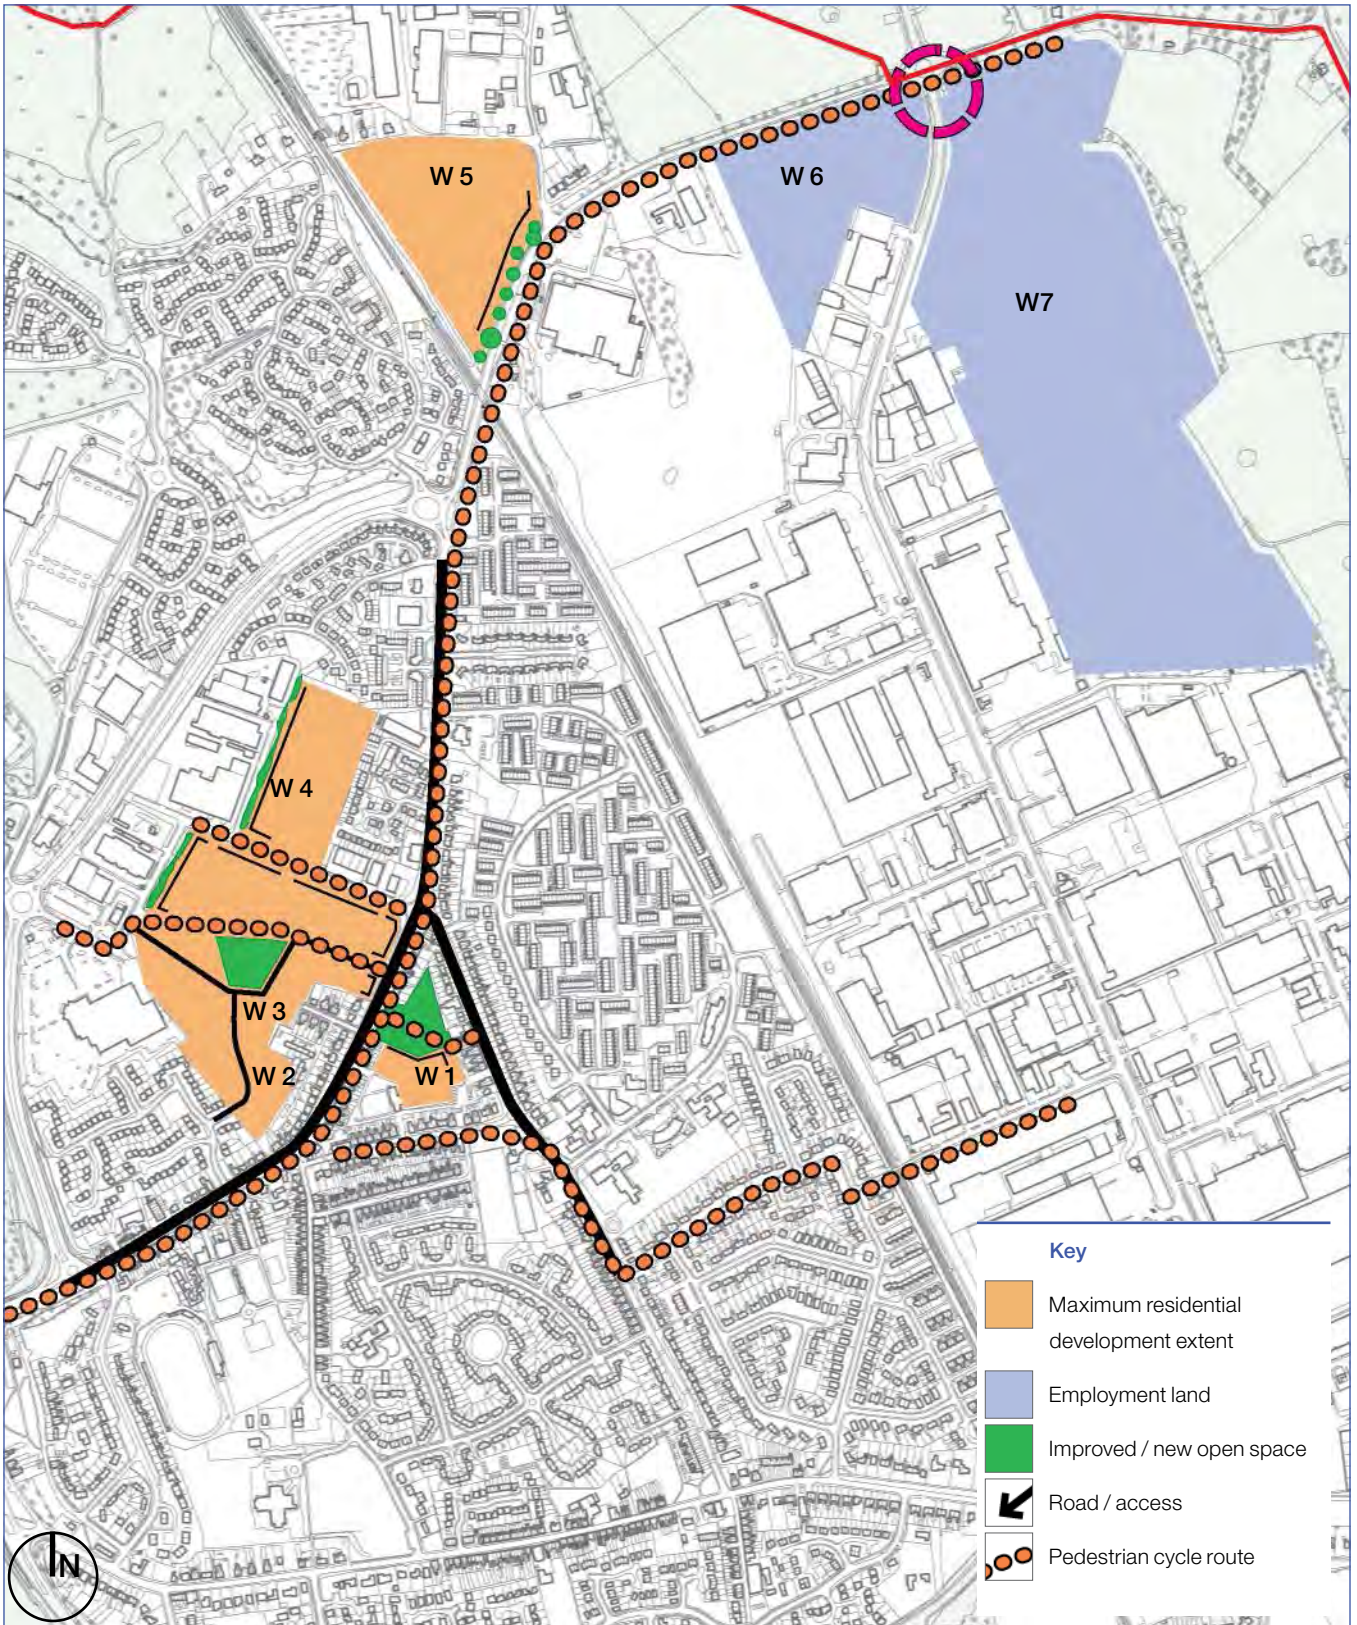 W 5
W 6
W7
W 4
W 3
W 2
W 1
Key
Maximum residential
development extent
Employment land
Improved / new open space
Road / access
Pedestrian cycle route
N